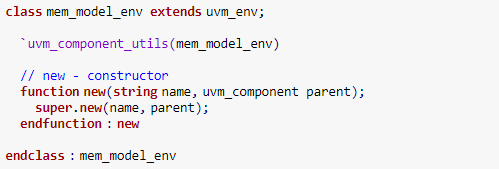 class mem_model_env extends uvm_env;
`uvm_component_utils(mem_model_env)
// new - constructor
function new(string name, uvm_component parent);
super.new(name, parent);
endfunction : new
endclass : mem_model_env